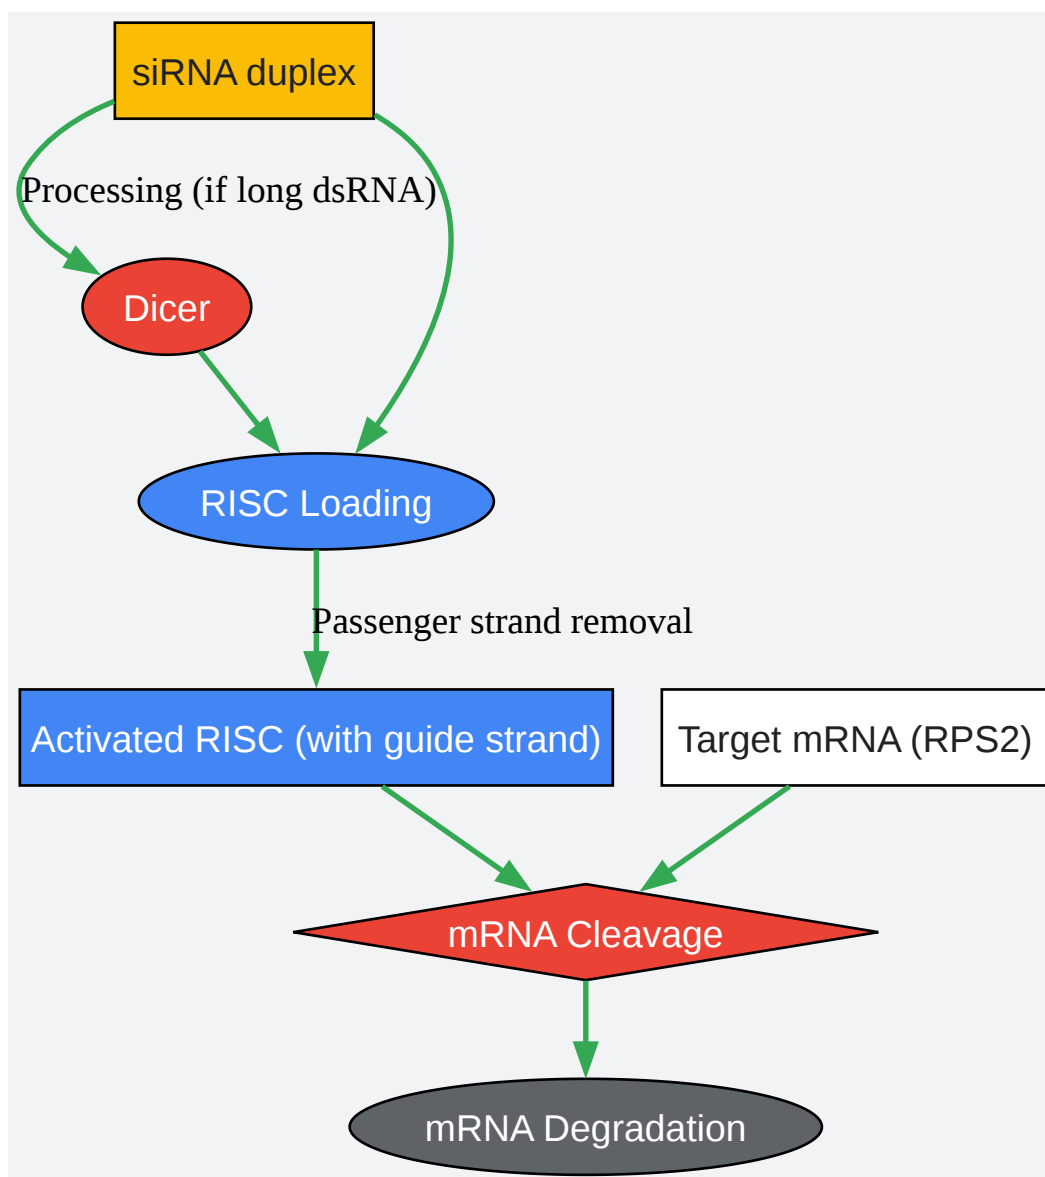 siRNA duplex
Processing (if long dsRNA)
Dicer
RISC Loading
Passenger strand removal
Activated RISC (with guide strand)
Target mRNA (RPS2)
mRNA Cleavage
mRNA Degradation